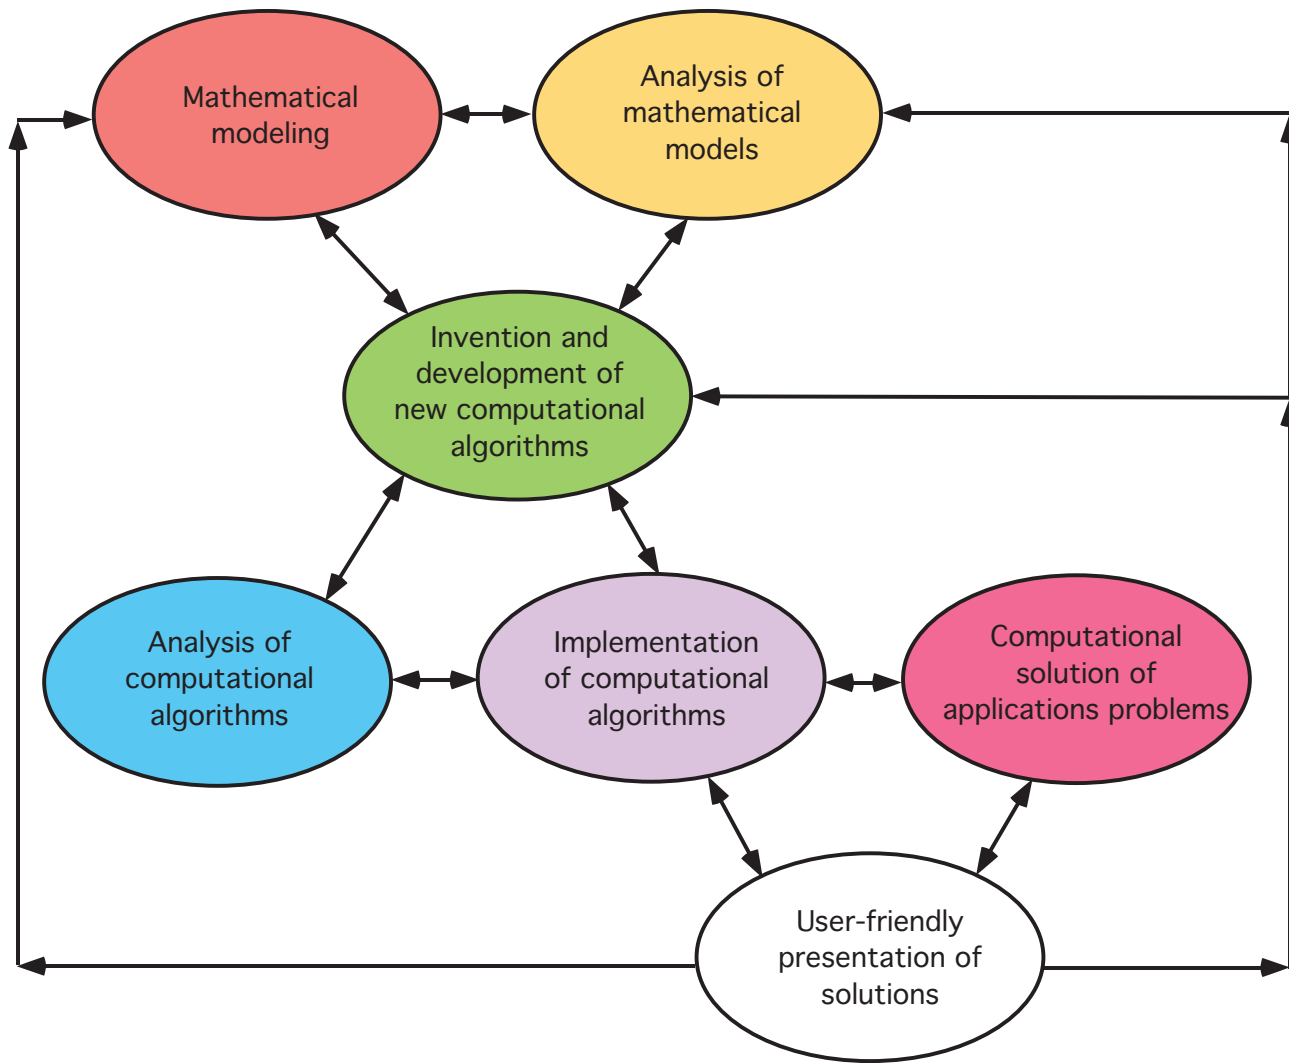 Mathematical
modeling
Analysis of
mathematical
models
Invention and
development of
new computational
algorithms
Analysis of
computational
algorithms
Implementation
of computational
algorithms
Computational
solution of
applications problems
User-friendly
presentation of
solutions